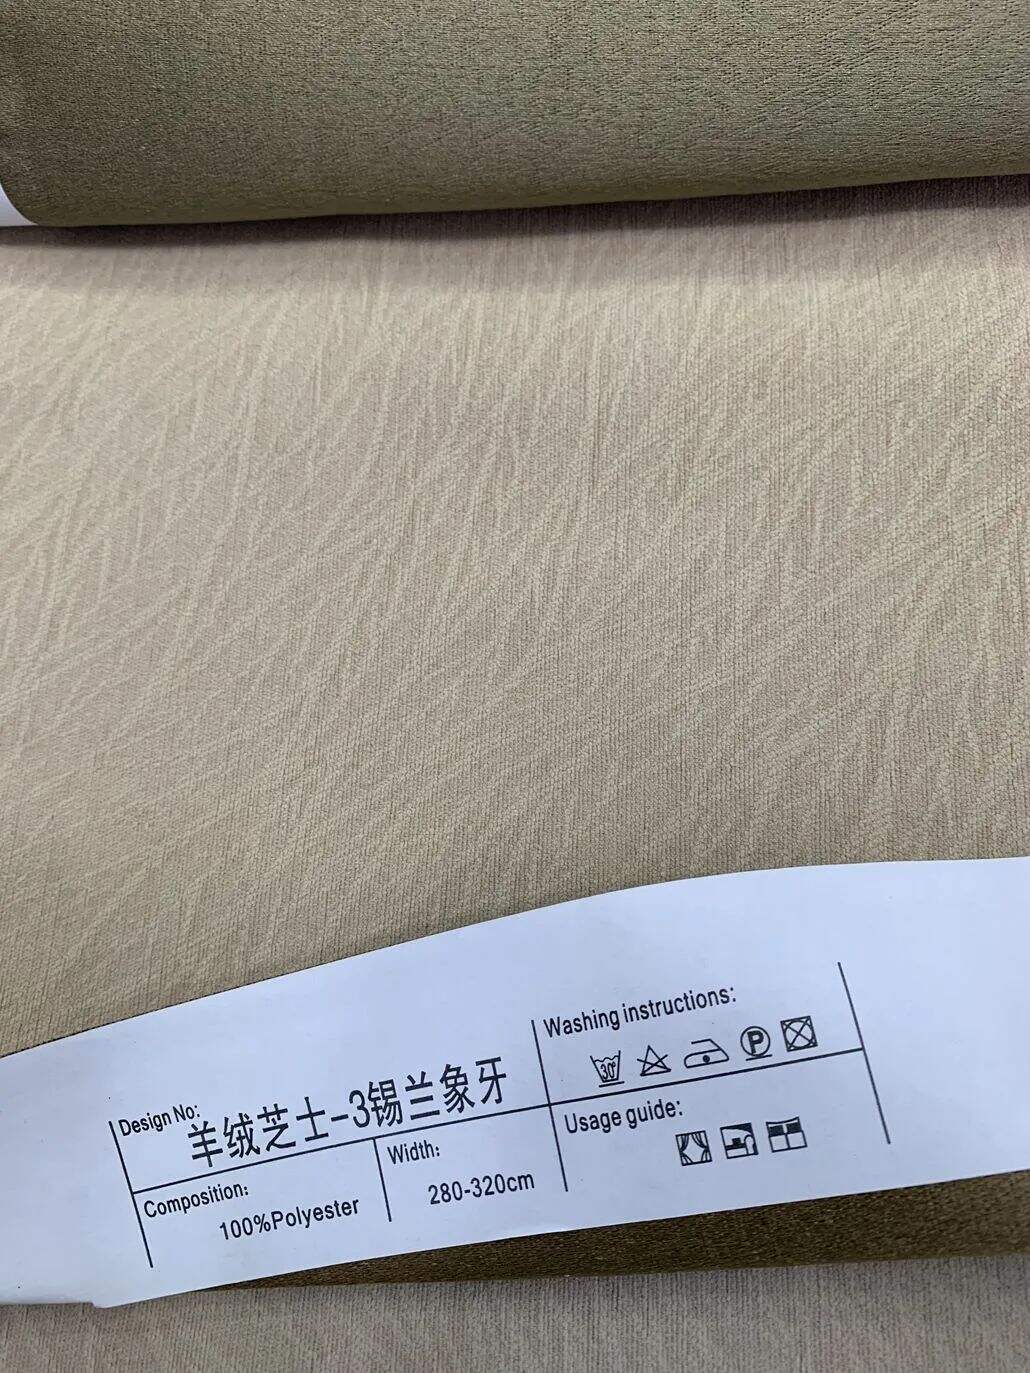 Design No:
羊绒芝士-3锡兰象牙
Composition:
100%Polyester
Width:
280-320cm
Washing instructions:
30°
P
Usage guide: